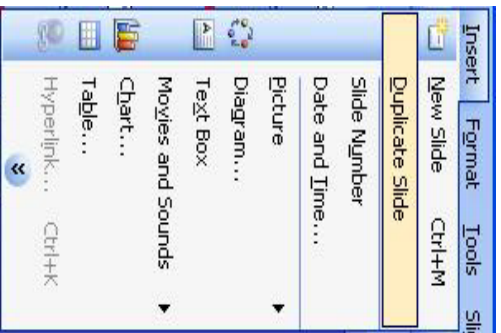 Insert Format Tools Sli
New Slide Ctrl+M
Duplicate Slide
Slide Number
Date and Time...
Picture
Diagram...
Text Box
Movies and Sounds
Chart...
Table...
Hyperlink... Ctrl+K